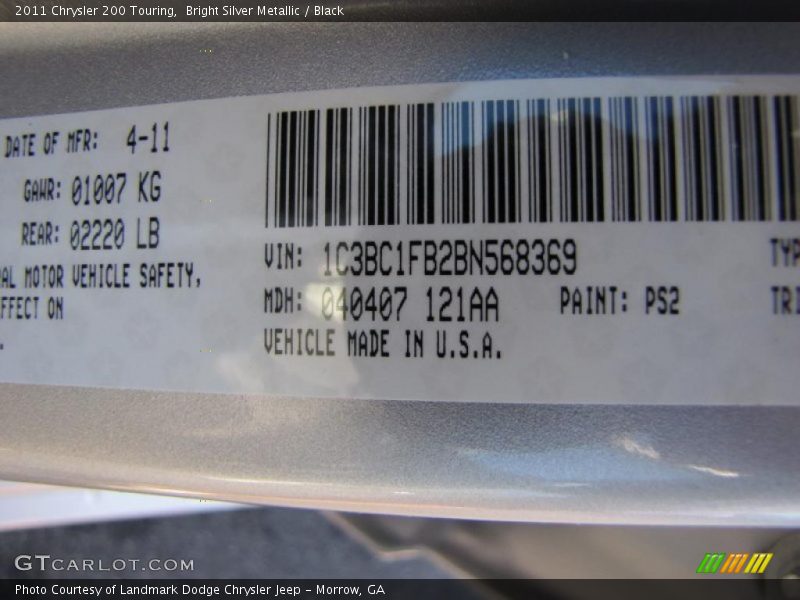 2011 Chrysler 200 Touring, Bright Silver Metallic / Black
DATE OF MFR: 4-11
GAWR: 01007 KG
REAR: 02220 LB
MOTOR VEHICLE SAFETY,
ON
VIN: 1C3BC1FB2BN568369
MDH: 040407 121AA PAINT: PS2
VEHICLE MADE IN U.S.A.
GTCARLOT.COM
Photo Courtesy of Landmark Dodge Chrysler Jeep - Morrow, GA